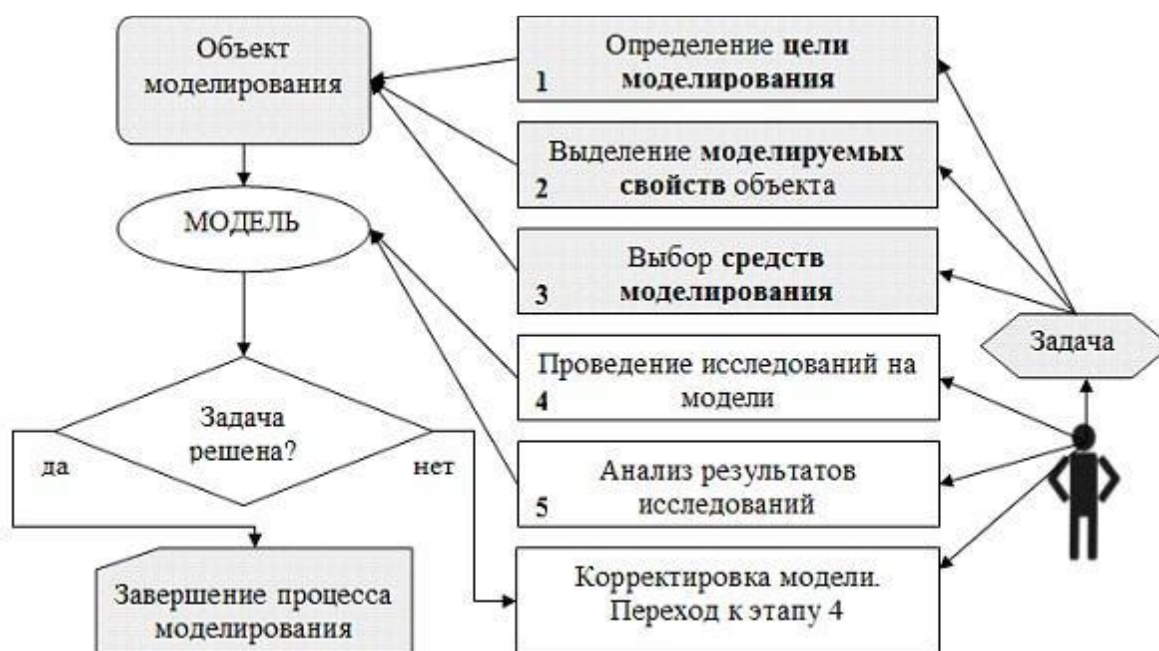 Объект
моделирования
МОДЕЛЬ
Задача
решена?
да
нет
Завершение процесса
моделирования
Определение цели
1 моделирования
Выделение моделируемых
2 свойств объекта
Выбор средств
3 моделирования
Проведение исследований на
4 модели
Анализ результатов
5 исследований
Корректировка модели.
Переход к этапу 4
Задача